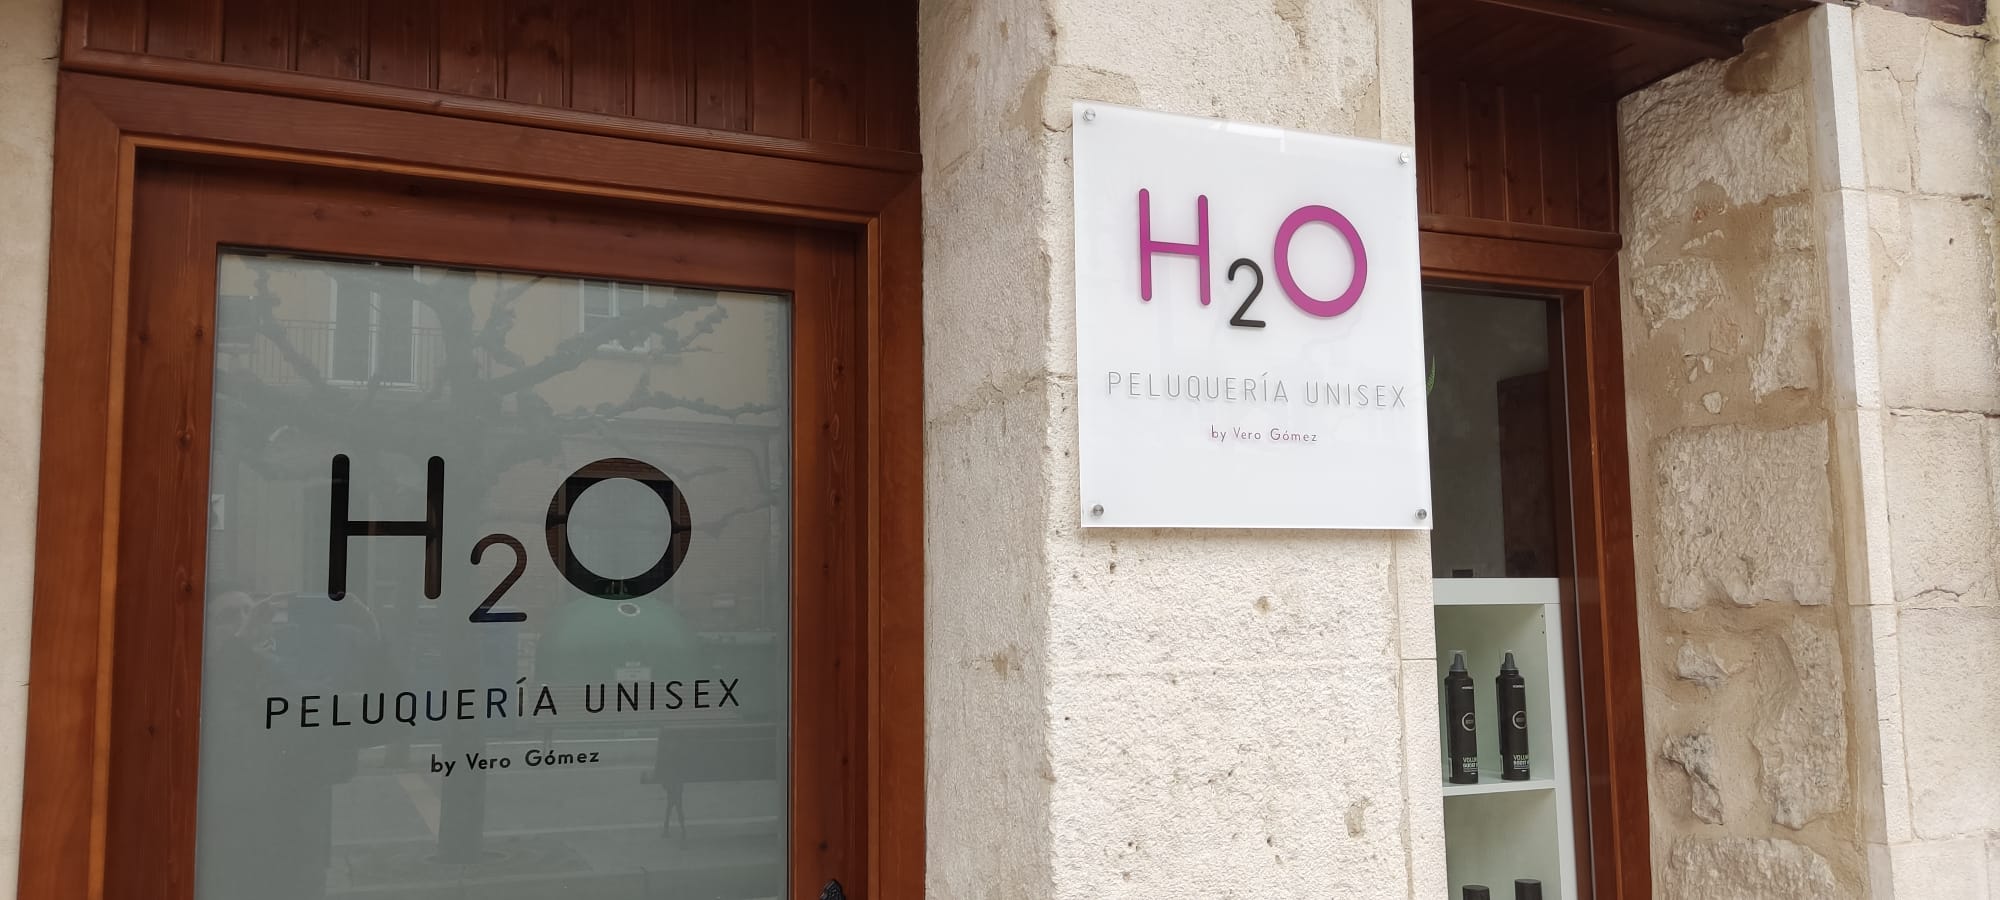 H2O
PELUQUERÍA UNISEX
by Vero Gómez
H2O
PELUQUERÍA UNISEX
by Vero Gómez